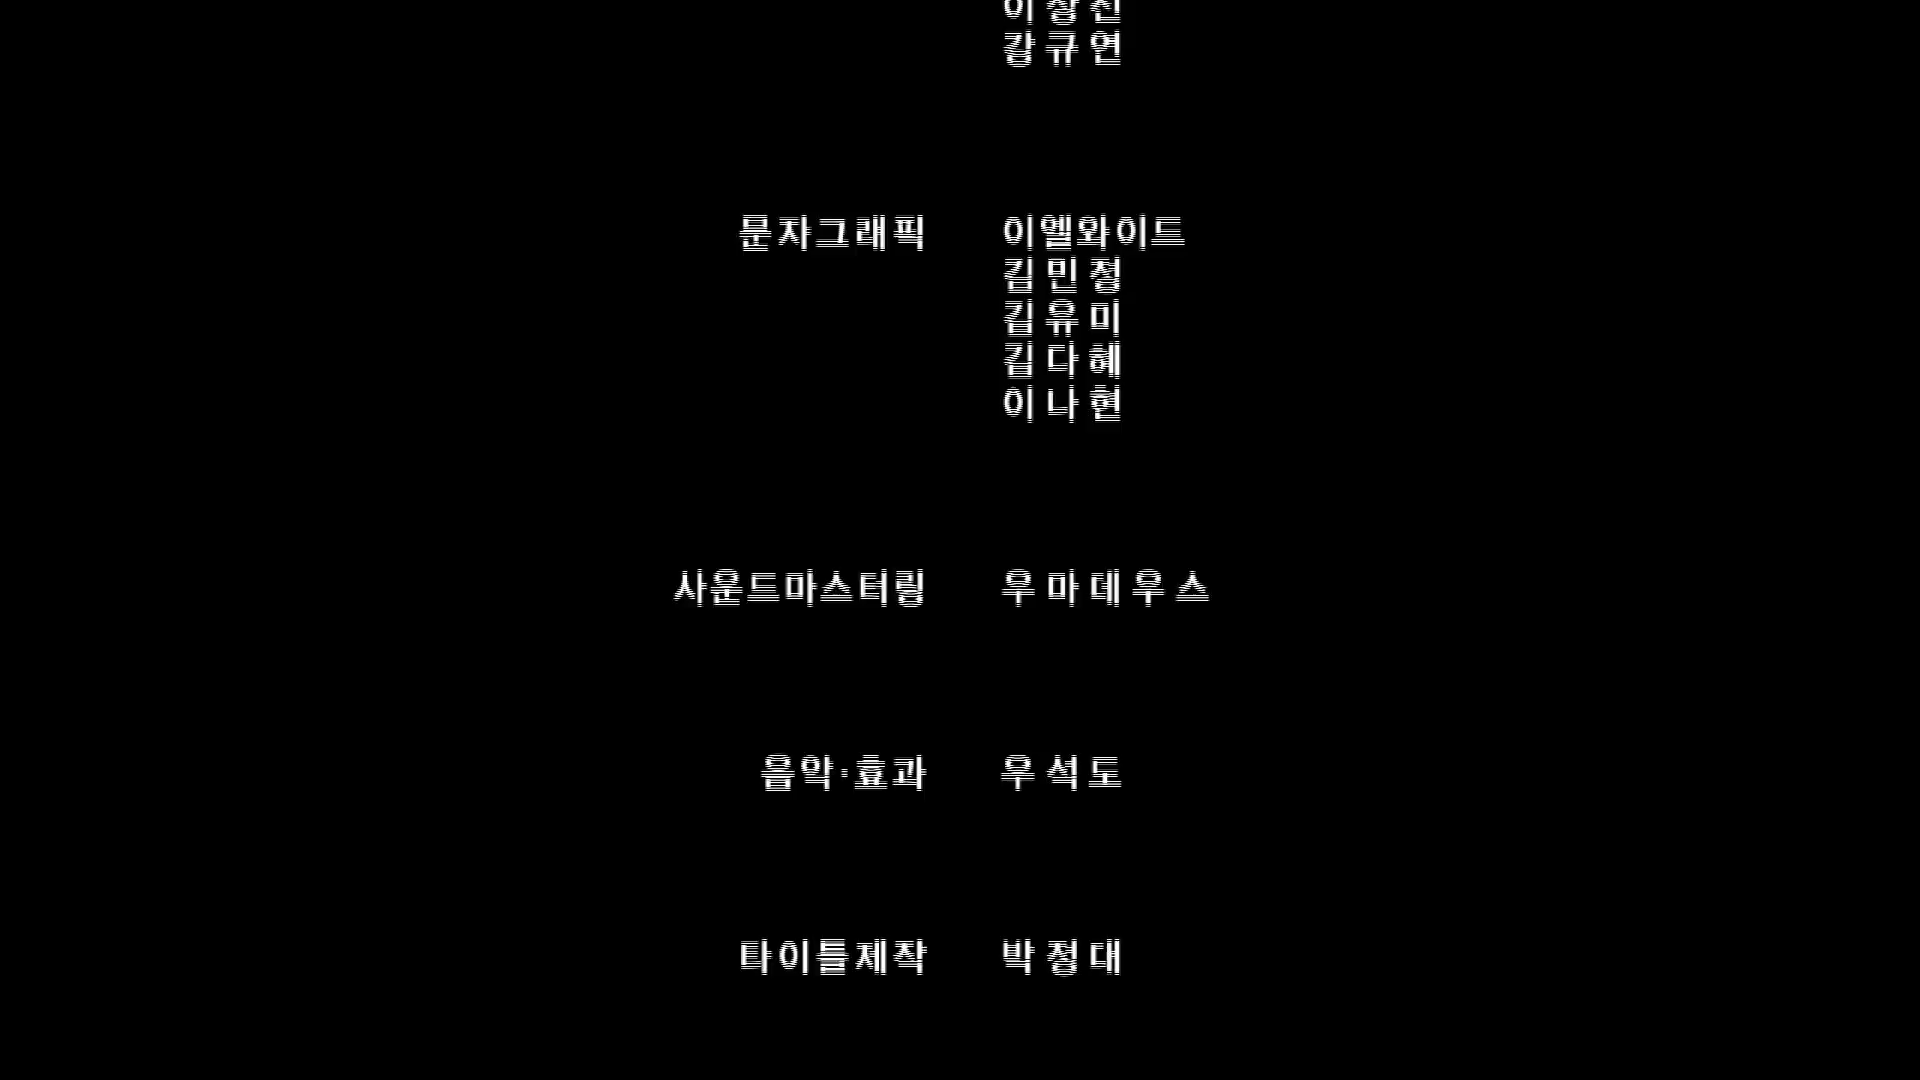 강규연
문자그래픽 이엘와이드
김민정
김유미
김다혜
이나현
사운드마스터링 우마데우스
음악·효과 우석도
타이틀제작 박정대